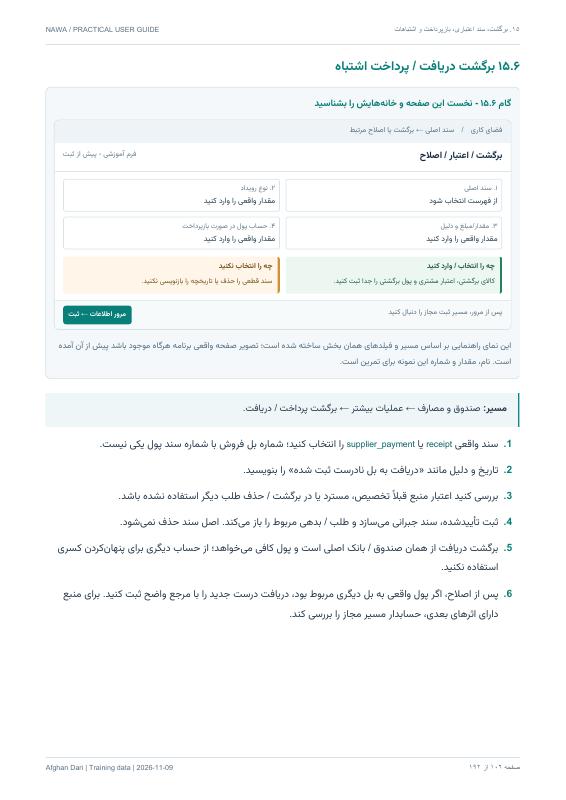 NAWA / PRACTICAL USER GUIDE
۱۵. برگشت، سند اعتباری، بازپرداخت و اشتباهات
۱۵.۶ برگشت دریافت / پرداخت اشتباه
گام ۱۵.۶ - نخست این صفحه و خانه‌هایش را بشناسید
فضای کاری / سند اصلی ← برگشت یا اصلاح مرتبط
برگشت / اعتبار / اصلاح
فرم آموزشی - پیش از ثبت
۱. سند اصلی
از فهرست انتخاب شود
۲. نوع رویداد
مقدار واقعی را وارد کنید
۳. مقدار/مبلغ و دلیل
مقدار واقعی را وارد کنید
۴. حساب پول در صورت بازپرداخت
مقدار واقعی را وارد کنید
چه را انتخاب / وارد کنید
کالای برگشتی، اعتبار مشتری و پول برگشتی را جدا ثبت کنید.
چه را انتخاب نکنید
سند قطعی را حذف یا تاریخچه را بازنویسی نکنید.
پس از مرور، مسیر ثبت مجاز را دنبال کنید
مرور اطلاعات ← ثبت
این نمای راهنمایی بر اساس مسیر و فیلدهای همان بخش ساخته شده است؛ تصویر صفحه واقعی برنامه هرگاه موجود باشد پیش از آن آمده
است. نام، مقدار و شماره این نمونه برای تمرین است.
مسیر: صندوق و مصارف ← عملیات بیشتر ← برگشت پرداخت / دریافت.
1. سند واقعی receipt یا supplier_payment را انتخاب کنید؛ شماره بل فروش با شماره سند پول یکی نیست.
2. تاریخ و دلیل مانند «دریافت به بل نادرست ثبت شده» را بنویسید.
3. بررسی کنید اعتبار منبع قبلاً تخصیص، مسترد یا در برگشت / حذف طلب دیگر استفاده نشده باشد.
4. ثبت تأییدشده، سند جبرانی می‌سازد و طلب / بدهی مربوط را باز می‌کند. اصل سند حذف نمی‌شود.
5. برگشت دریافت از همان صندوق / بانک اصلی است و پول کافی می‌خواهد؛ از حساب دیگری برای پنهان‌کردن کسری
استفاده نکنید.
6. پس از اصلاح، اگر پول واقعی به بل دیگری مربوط بود، دریافت درست جدید را با مرجع واضح ثبت کنید. برای منبع
دارای اثرهای بعدی، حسابدار مسیر مجاز را بررسی کند.
Afghan Dari | Training data | 2026-11-09
صفحه ۱۰۲ از ۱۹۲